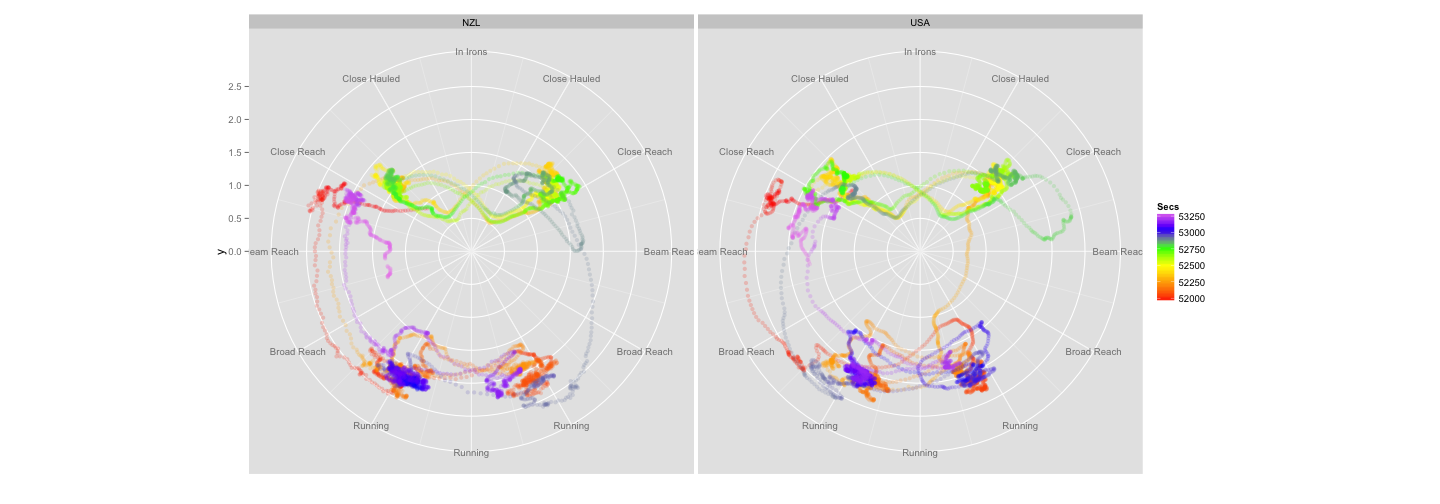 NZL
USA
In Irons
In Irons
Close Hauled
Close Hauled
Close Hauled
Close Hauled
2.5
2.0
1.5
Close Reach
Close Reach
Close Reach
Close Reach
1.0
Secs
53250
0.5
53000
y
0.0
eam Reach
Beam Reac
eam Reach
Beam Reac
52750
52500
52250
52000
Broad Reach
Broad Reach
Broad Reach
Broad Reach
Running
Running
Running
Running
Running
Running